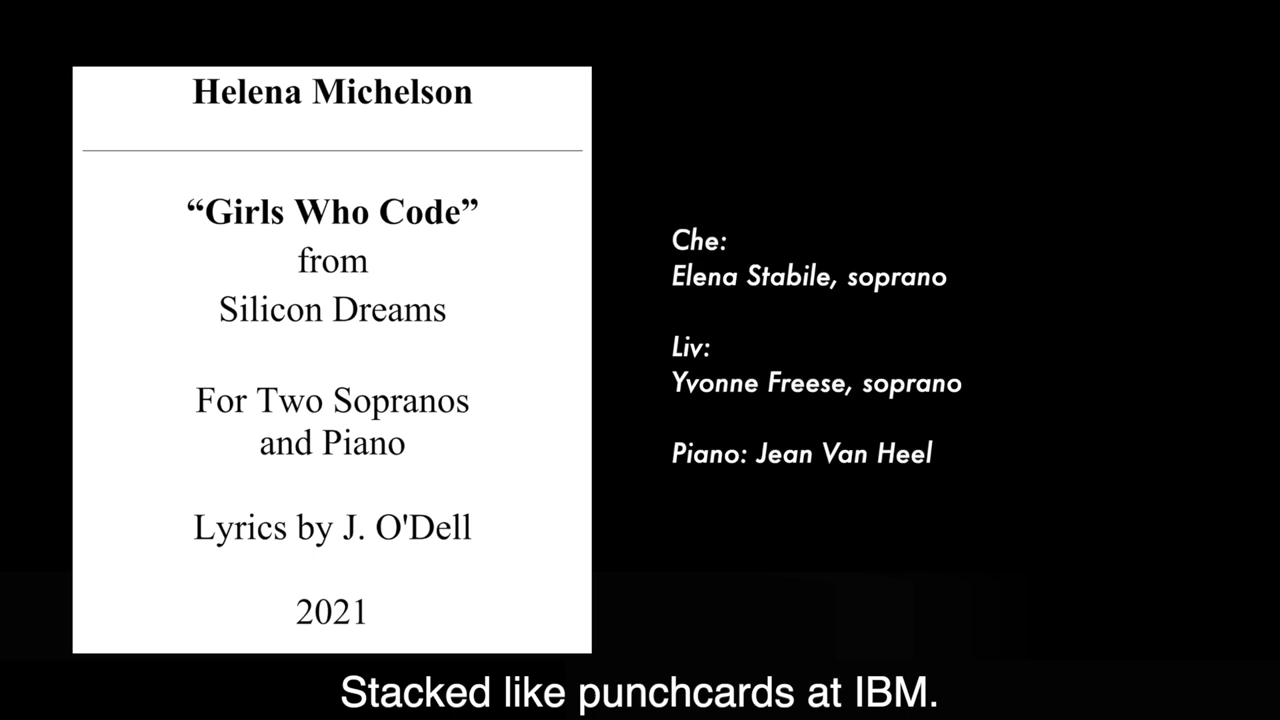 Helena Michelson
“Girls Who Code”
from
Silicon Dreams
For Two Sopranos
and Piano
Lyrics by J. O'Dell
2021
Che:
Elena Stabile, soprano
Liv:
Yvonne Freese, soprano
Piano: Jean Van Heel
Stacked like punchcards at IBM.